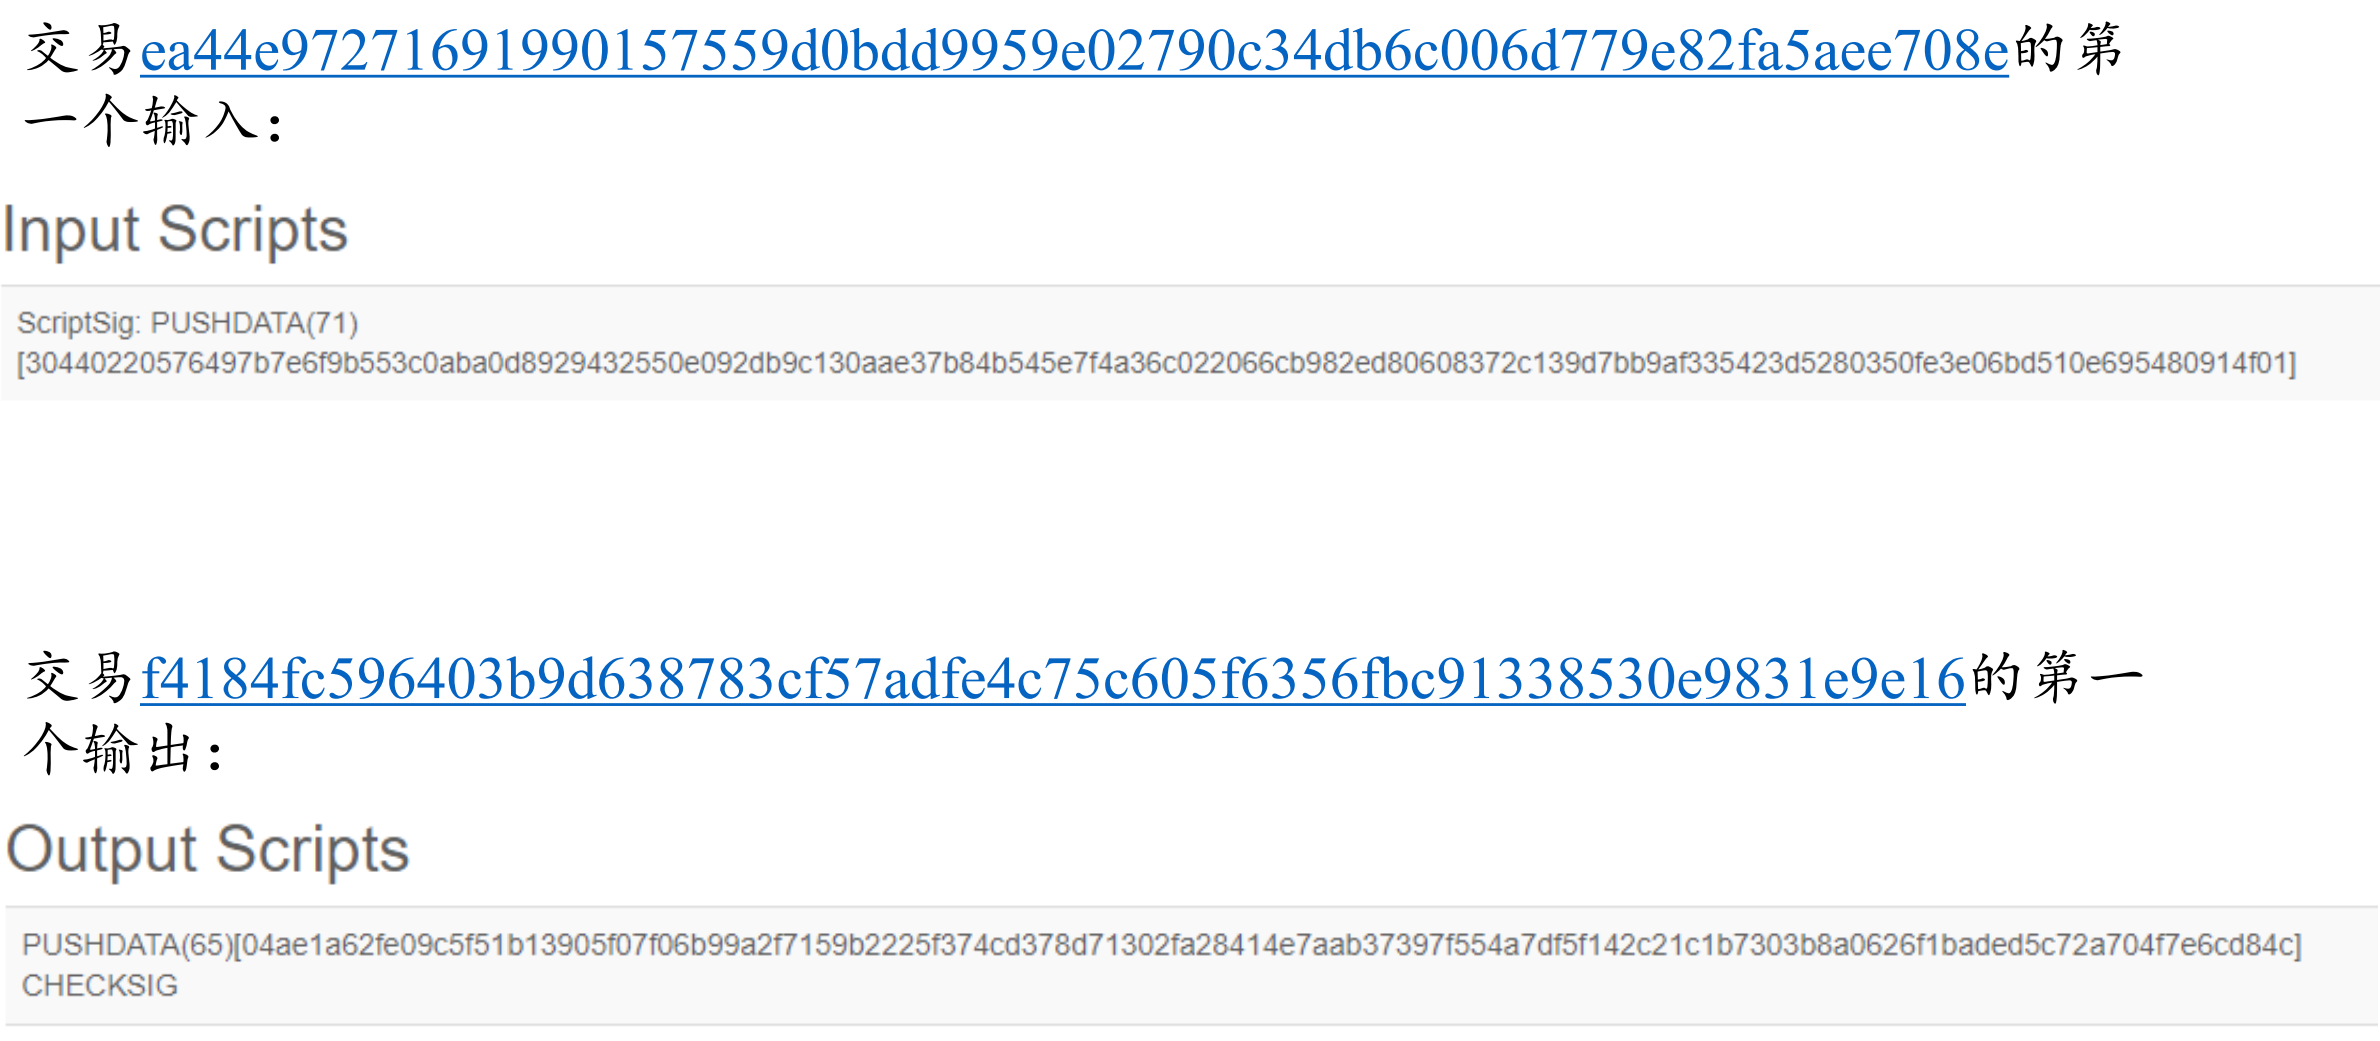 交易ea44e97271691990157559d0bdd9959e02790c34db6c006d779e82fa5aee708e的第
一个输入：
Input Scripts
ScriptSig: PUSHDATA(71)
[30440220576497b7e6f9b553c0aba0d8929432550e092db9c130aae37b84b545e7f4a36c022066cb982ed80608372c139d7bb9af335423d5280350fe3e06bd510e695480914f01]
交易f4184fc596403b9d638783cf57adfe4c75c605f6356fbc91338530e9831e9e16的第一
个输出：
Output Scripts
PUSHDATA(65)[04ae1a62fe09c5f51b13905f07f06b99a2f7159b2225f374cd378d71302fa28414e7aab37397f554a7df5f142c21c1b7303b8a0626f1baded5c72a704f7e6cd84c]
CHECKSIG